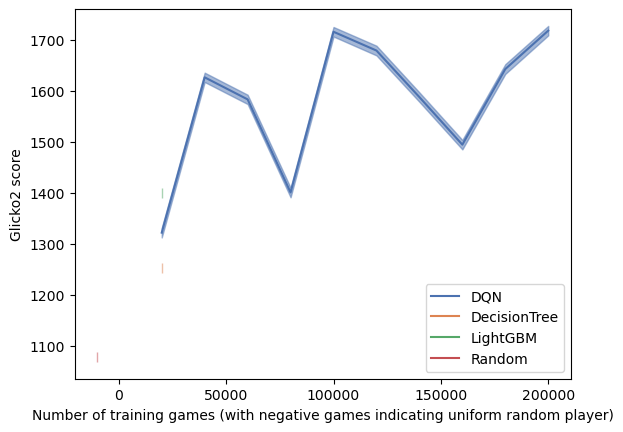 1700
1600
1500
1400
1300
1200
1100
Glicko2 score
DQN
DecisionTree
LightGBM
Random
0 50000 100000 150000 200000
Number of training games (with negative games indicating uniform random player)